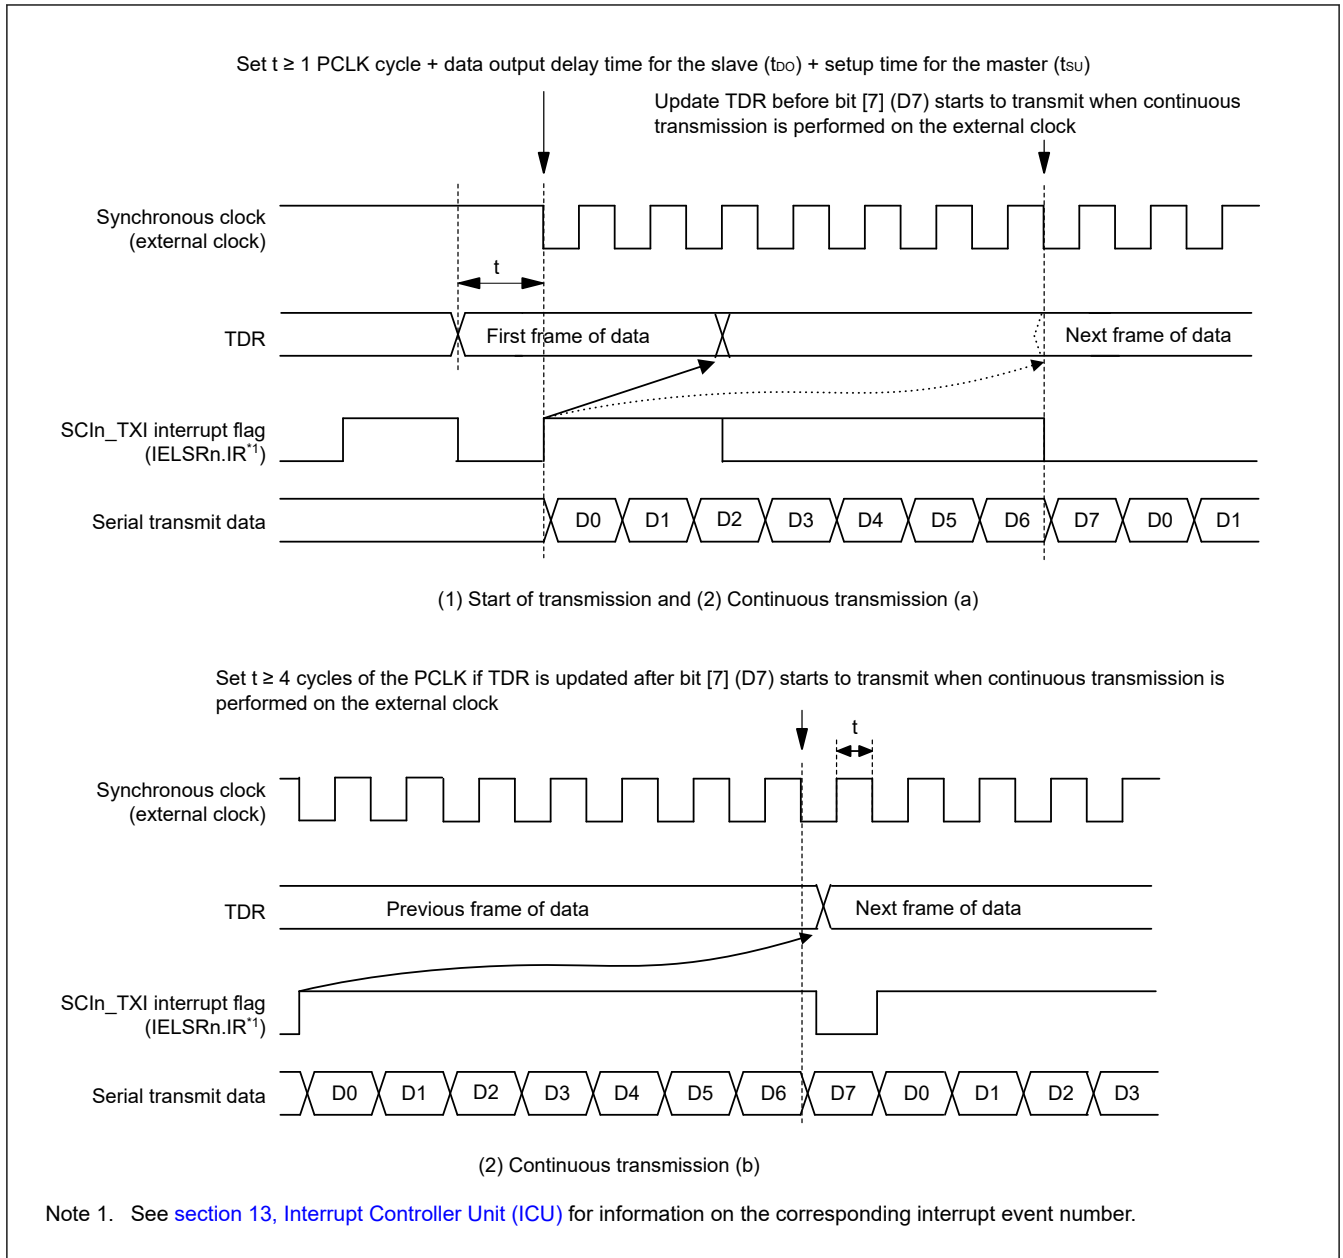 Set t ≥ 1 PCLK cycle + data output delay time for the slave (tDO) + setup time for the master (tSU)
Update TDR before bit [7] (D7) starts to transmit when continuous
transmission is performed on the external clock
Synchronous clock
(external clock)
t
TDR
First frame of data
Next frame of data
SCIn_TXI interrupt flag
(IELSRn.IR*1)
Serial transmit data
D0 D1 D2 D3 D4 D5 D6 D7 D0 D1
(1) Start of transmission and (2) Continuous transmission (a)
Set t ≥ 4 cycles of the PCLK if TDR is updated after bit [7] (D7) starts to transmit when continuous transmission is
performed on the external clock
t
Synchronous clock
(external clock)
TDR
Previous frame of data
Next frame of data
SCIn_TXI interrupt flag
(IELSRn.IR*1)
Serial transmit data
D0 D1 D2 D3 D4 D5 D6 D7 D0 D1 D2 D3
(2) Continuous transmission (b)
Note 1. See section 13, Interrupt Controller Unit (ICU) for information on the corresponding interrupt event number.